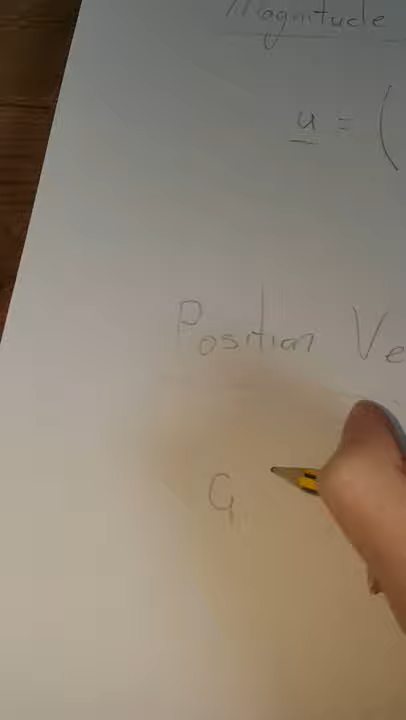 Magnitude
u = (
Position Ve
G